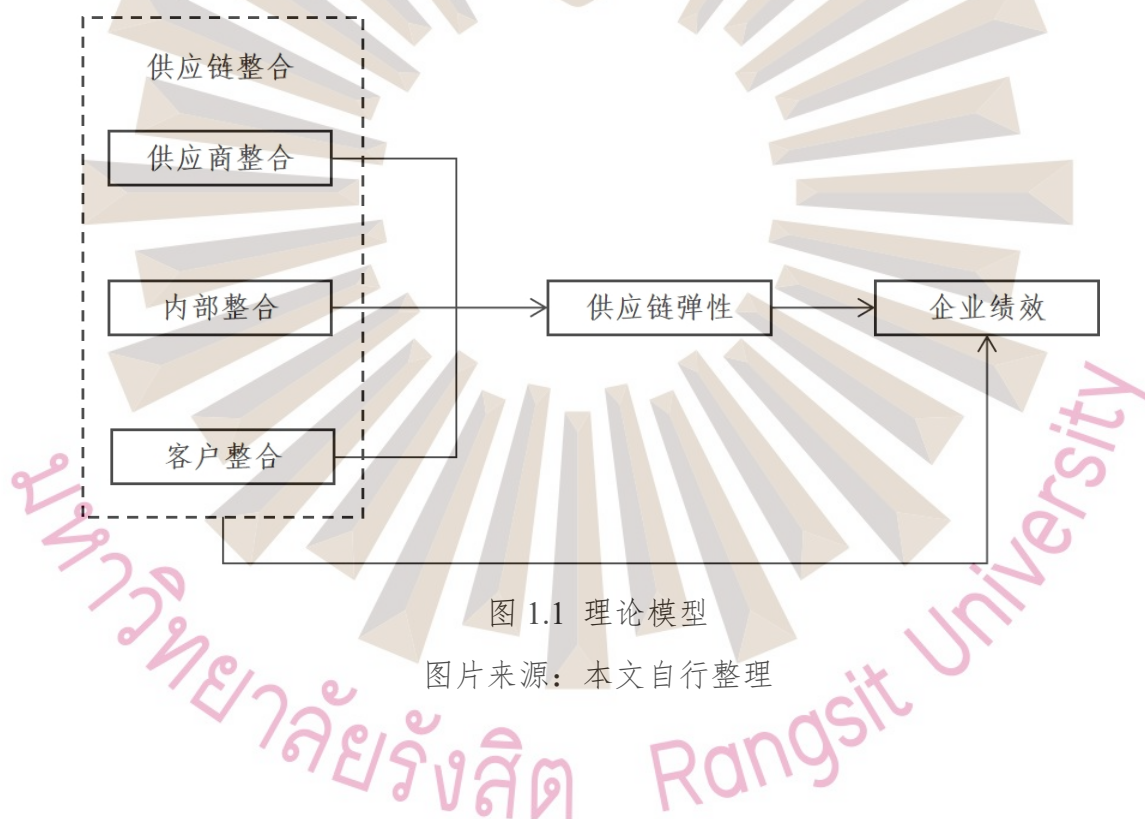 供应链整合
供应商整合
内部整合
供应链弹性
企业绩效
客户整合
图 1.1 理论模型
图片来源：本文自行整理
มหาวิทยาลัยรังสิต Rangsit University